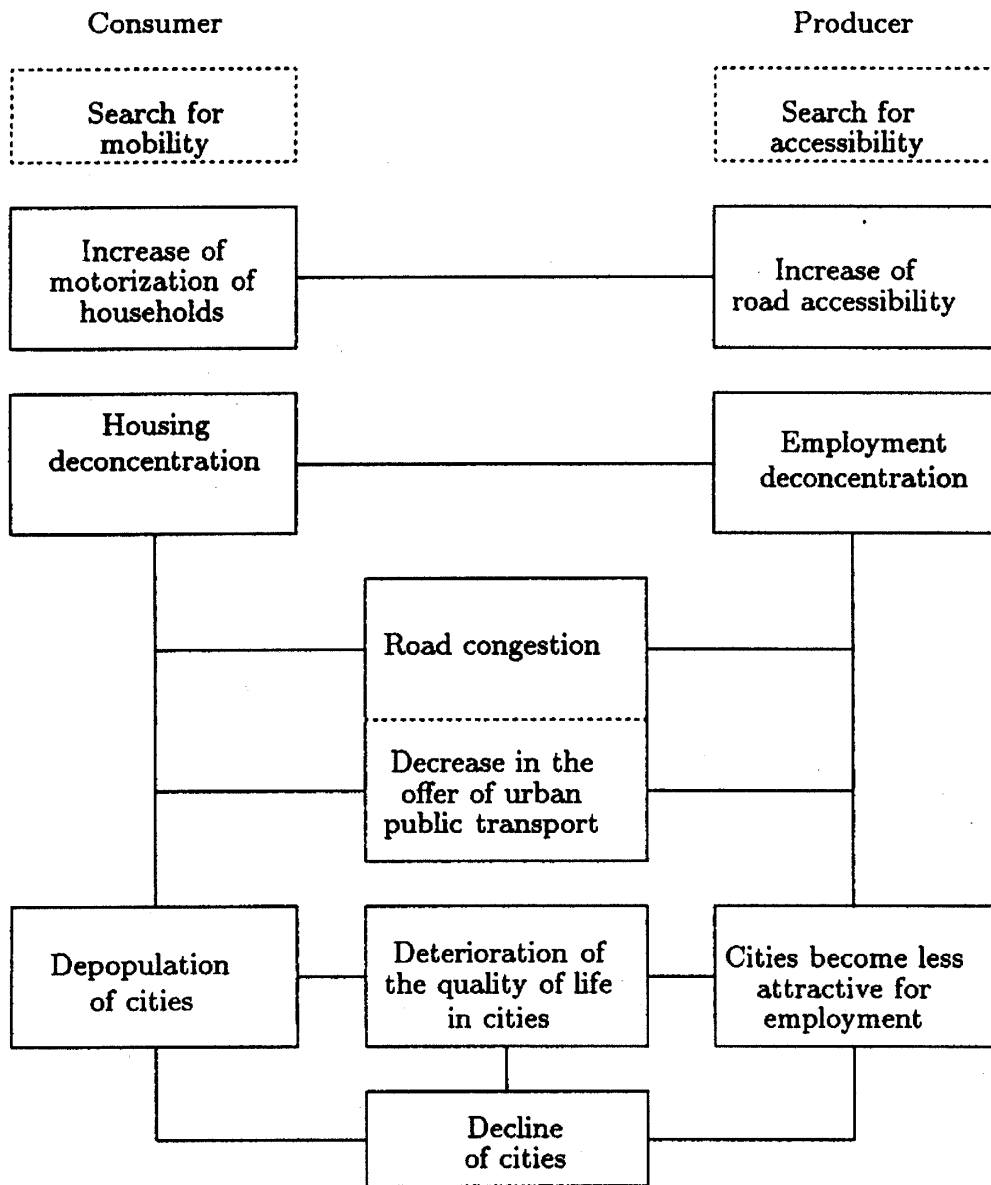 Consumer
Producer
Search for
mobility
Search for
accessibility
Increase of
motorization of
households
Increase of
road accessibility
Housing
deconcentration
Employment
deconcentration
Road congestion
Decrease in the
offer of urban
public transport
Depopulation
of cities
Deterioration of
the quality of life
in cities
Cities become less
attractive for
employment
Decline
of cities